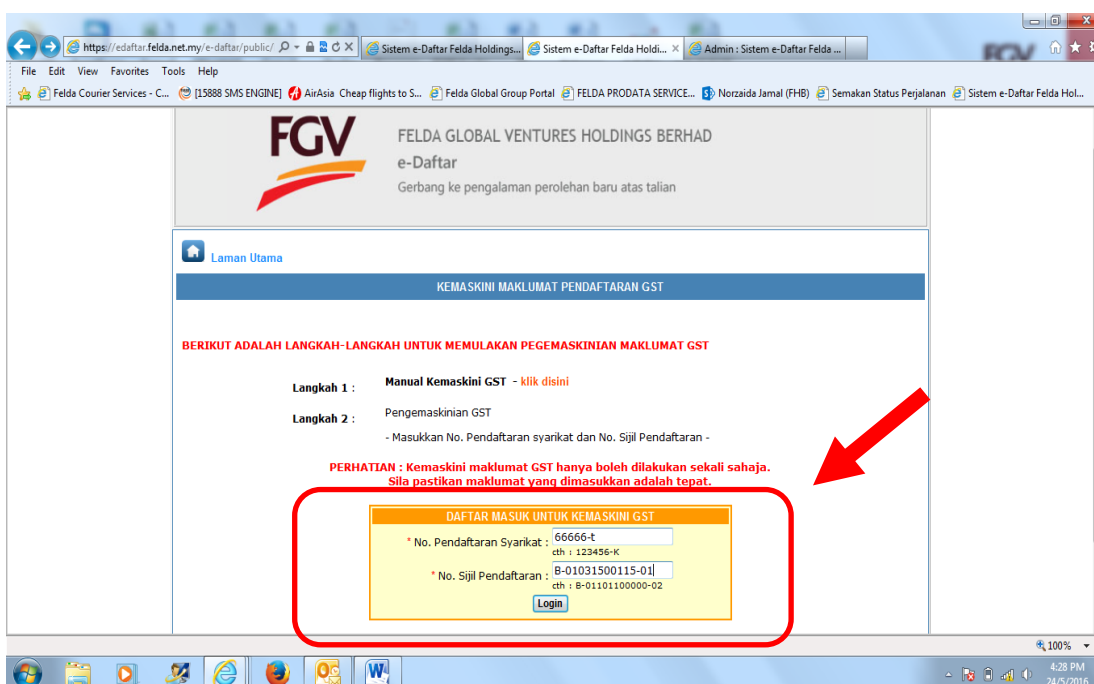 https://edaftar.felda.net.my/e-daftar/public/
Sistem e-Daftar Felda Holdings...
Sistem e-Daftar Felda Holdi...
Admin : Sistem e-Daftar Felda ...
File Edit View Favorites Tools Help
Felda Courier Services - C... [15888 SMS ENGINE] AirAsia Cheap flights to S... Felda Global Group Portal FELDA PRODATA SERVICE... Norzaida Jamal (FHB) Semakan Status Perjalanan Sistem e-Daftar Felda Hol...
FGV
FELDA GLOBAL VENTURES HOLDINGS BERHAD
e-Daftar
Gerbang ke pengalaman perolehan baru atas talian
Laman Utama
KEMASKINI MAKLUMAT PENDAFTARAN GST
BERIKUT ADALAH LANGKAH-LANGKAH UNTUK MEMULAKAN PEGEMASKINIAN MAKLUMAT GST
Langkah 1 : Manual Kemaskini GST - klik disini
Langkah 2 : Pengemaskinian GST
- Masukkan No. Pendaftaran syarikat dan No. Sijil Pendaftaran -
PERHATIAN : Kemaskini maklumat GST hanya boleh dilakukan sekali sahaja.
Sila pastikan maklumat yang dimasukkan adalah tepat.
DAFTAR MASUK UNTUK KEMASKINI GST
* No. Pendaftaran Syarikat : 66666-t
cth : 123456-K
* No. Sijil Pendaftaran : B-01031500115-01
cth : B-01101100000-02
Login
100%
4:28 PM
24/5/2016